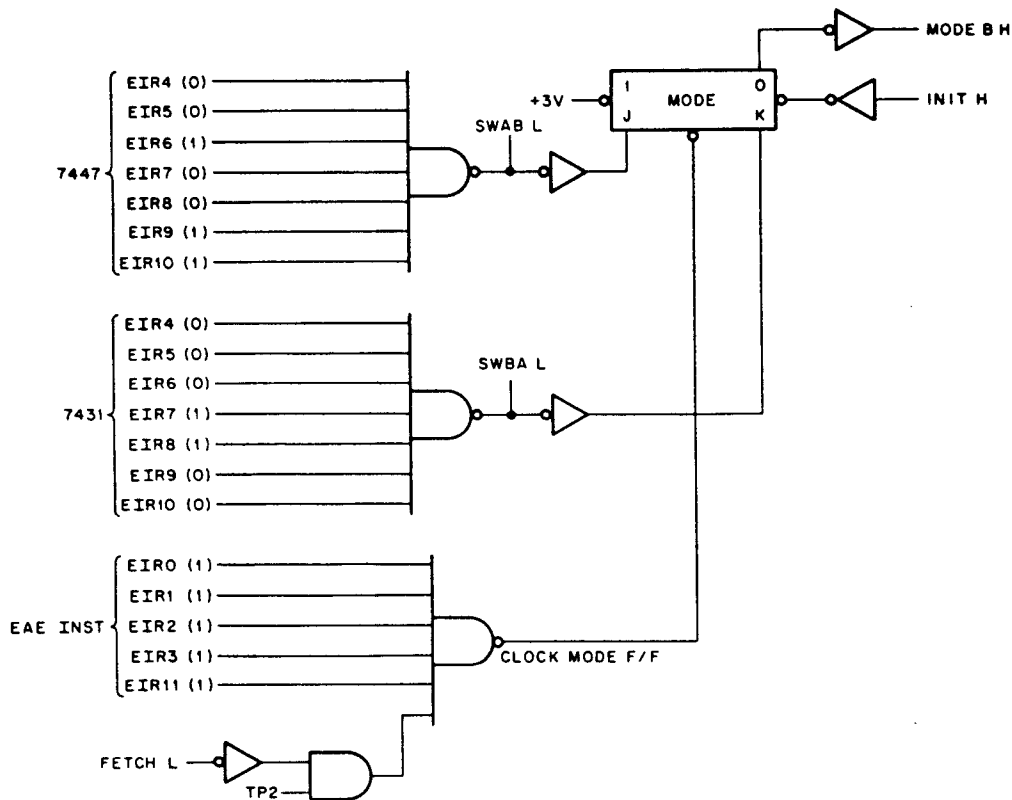 MODE B H
EIR4 (0)
1 MODE 0
+3V
INIT H
EIR5 (0)
J K
EIR6 (1)
SWAB L
7447
EIR7 (0)
EIR8 (0)
EIR9 (1)
EIR10 (1)
EIR4 (0)
EIR5 (0)
SWBA L
EIR6 (0)
7431
EIR7 (1)
EIR8 (1)
EIR9 (0)
EIR10 (0)
EIR0 (1)
EIR1 (1)
EAE INST
EIR2 (1)
EIR3 (1)
CLOCK MODE F/F
EIR11 (1)
FETCH L
TP2